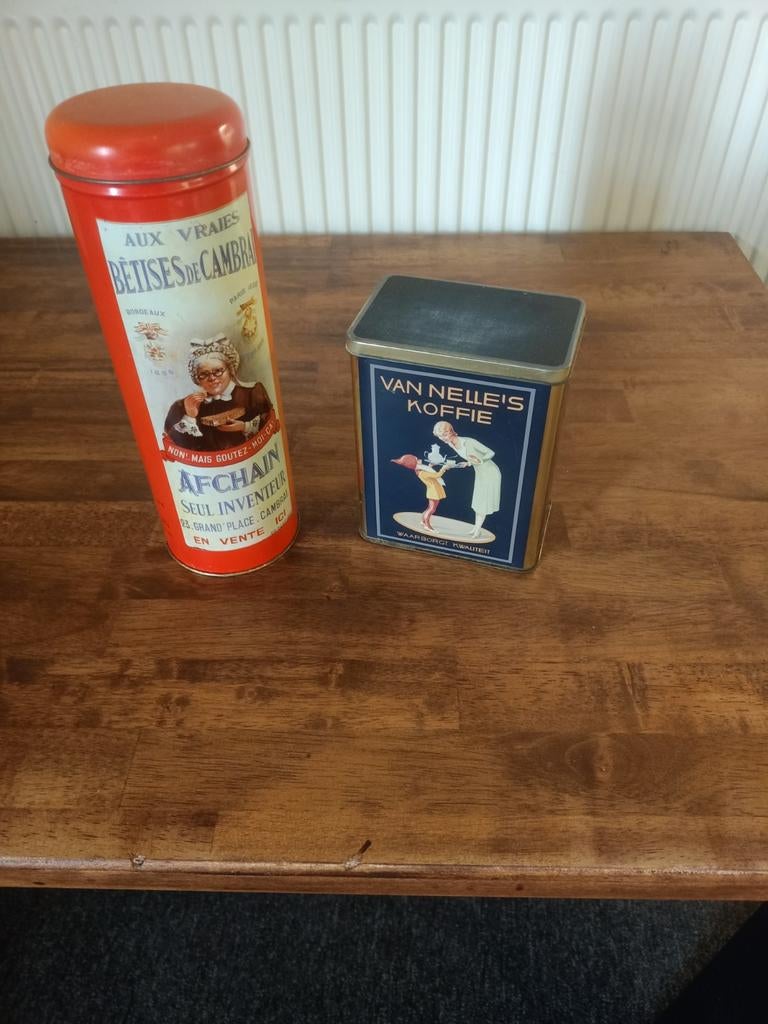 AUX VRAIES
BÊTISES DE CAMBRAI
BORDEAUX
PARIS
NON! MAIS GOUTEZ-MOI-ÇA!
AFCHAIN
SEUL INVENTEUR
23, GRAND' PLACE, CAMBRAI
EN VENTE ICI
VAN NELLE'S
KOFFIE
WAARBORGT KWALITEIT